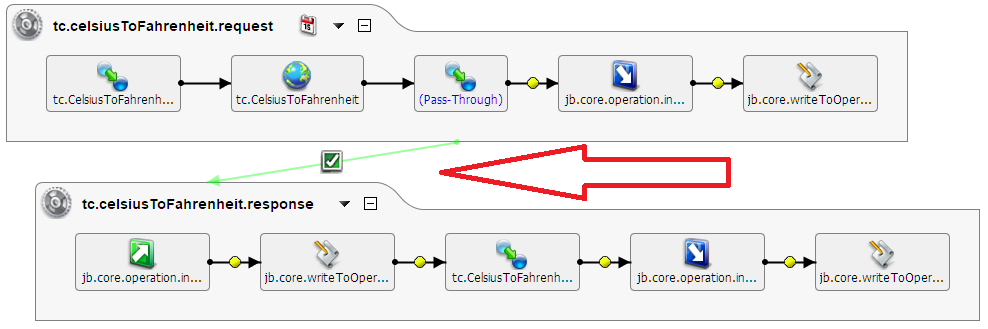 tc.celsiusToFahrenheit.request
15
tc.CelsiusToFahrenh...
tc.CelsiusToFahrenheit
(Pass-Through)
jb.core.operation.in...
jb.core.writeToOper...
tc.celsiusToFahrenheit.response
jb.core.operation.in...
jb.core.writeToOper...
tc.CelsiusToFahrenh...
jb.core.operation.in...
jb.core.writeToOper...